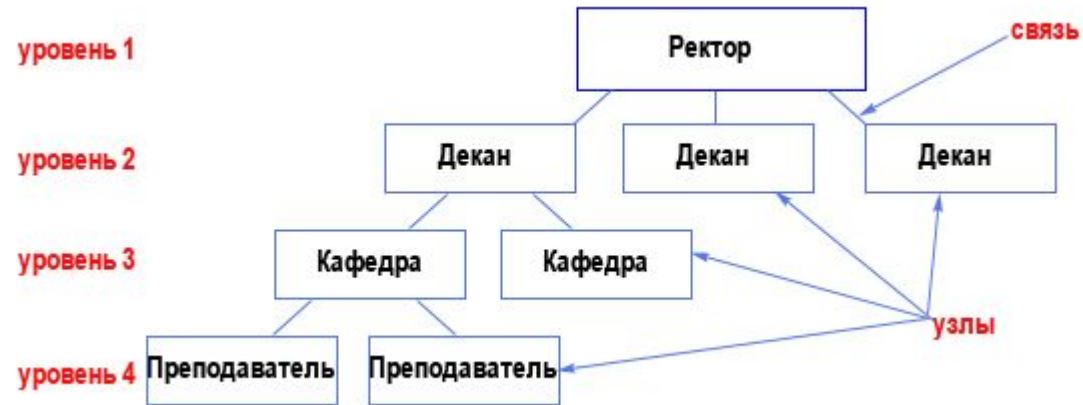 уровень 1
Ректор
связь
уровень 2
Декан
Декан
Декан
уровень 3
Кафедра
Кафедра
узлы
уровень 4
Преподаватель
Преподаватель